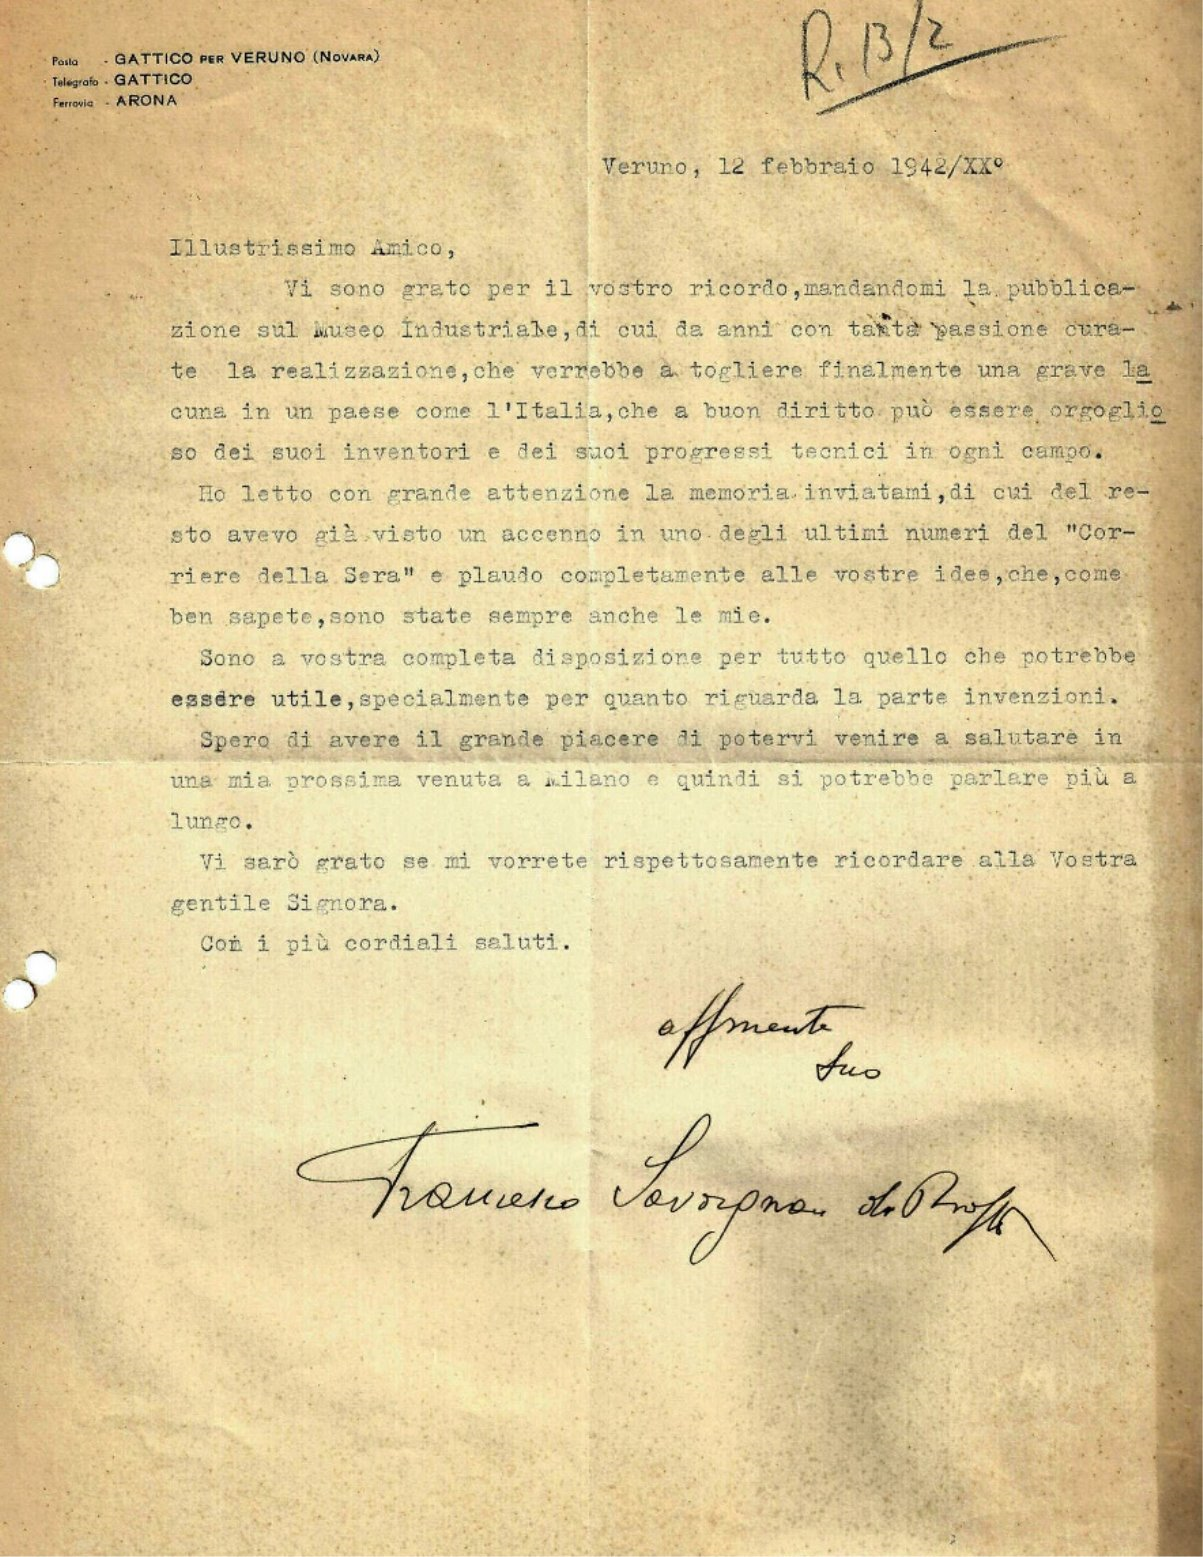 Posta - GATTICO PER VERUNO (NOVARA)
Telegrafo - GATTICO
Ferrovia - ARONA
R. 13/2
Veruno, 12 febbraio 1942/XX°
Illustrissimo Amico,
Vi sono grato per il vostro ricordo,mandandomi la pubblica-
zione sul Museo Industriale,di cui da anni con tanta passione cura-
te la realizzazione,che verrebbe a togliere finalmente una grave la
cuna in un paese come l'Italia,che a buon diritto può essere orgoglio
so dei suoi inventori e dei suoi progressi tecnici in ogni campo.
Ho letto con grande attenzione la memoria inviatami,di cui del re-
sto avevo già visto un accenno in uno degli ultimi numeri del "Cor-
riere della Sera" e plaudo completamente alle vostre idee,che,come
ben sapete,sono state sempre anche le mie.
Sono a vostra completa disposizione per tutto quello che potrebbe
essere utile,specialmente per quanto riguarda la parte invenzioni.
Spero di avere il grande piacere di potervi venire a salutare in
una mia prossima venuta a Milano e quindi si potrebbe parlare più a
lungo.
Vi sarò grato se mi vorrete rispettosamente ricordare alla Vostra
gentile Signora.
Con i più cordiali saluti.
affmente
Suo
Francesco Savorgnan di Brazzà